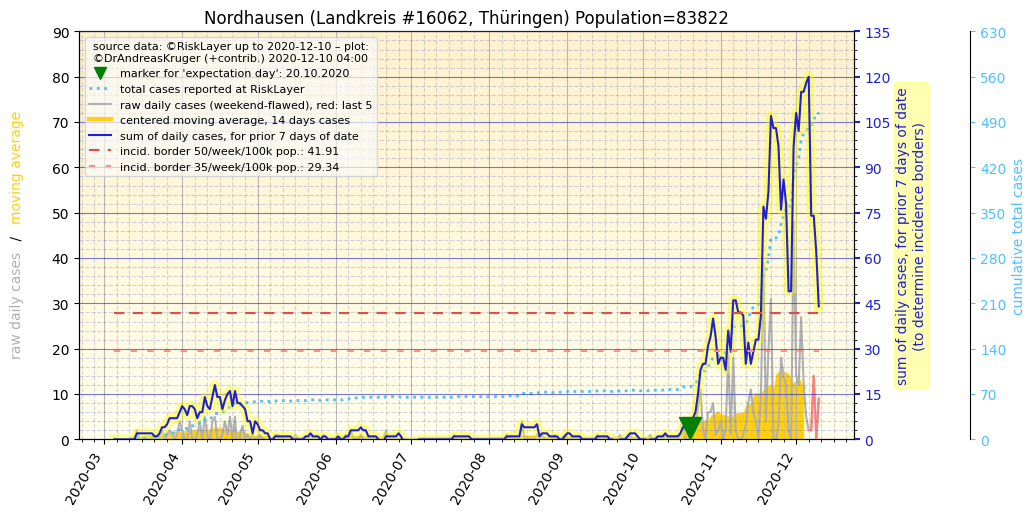 Nordhausen (Landkreis #16062, Thüringen) Population=83822
source data: ©RiskLayer up to 2020-12-10 – plot:
©DrAndreasKruger (+contrib.) 2020-12-10 04:00
marker for 'expectation day': 20.10.2020
total cases reported at RiskLayer
raw daily cases (weekend-flawed), red: last 5
centered moving average, 14 days cases
sum of daily cases, for prior 7 days of date
incid. border 50/week/100k pop.: 41.91
incid. border 35/week/100k pop.: 29.34
raw daily cases / moving average
90
80
70
60
50
40
30
20
10
0
2020-03
2020-04
2020-05
2020-06
2020-07
2020-08
2020-09
2020-10
2020-11
2020-12
135
120
105
90
75
60
45
30
15
0
sum of daily cases, for prior 7 days of date
(to determine incidence borders)
630
560
490
420
350
280
210
140
70
0
cumulative total cases